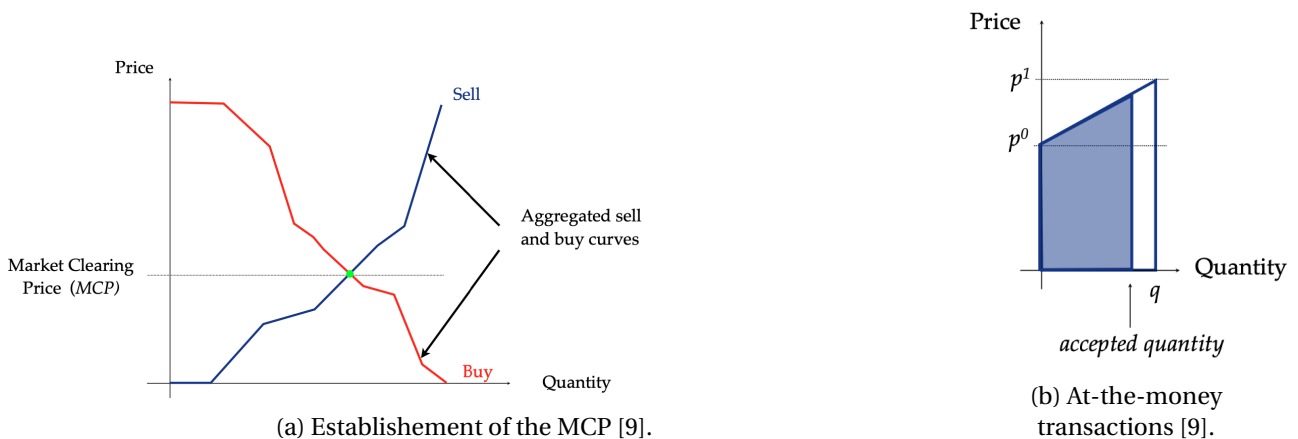 Price
Sell
Aggregated sell
and buy curves
Market Clearing
Price (MCP)
Buy
Quantity
(a) Establishement of the MCP [9].
Price
p¹
p⁰
Quantity
q
accepted quantity
(b) At-the-money
transactions [9].